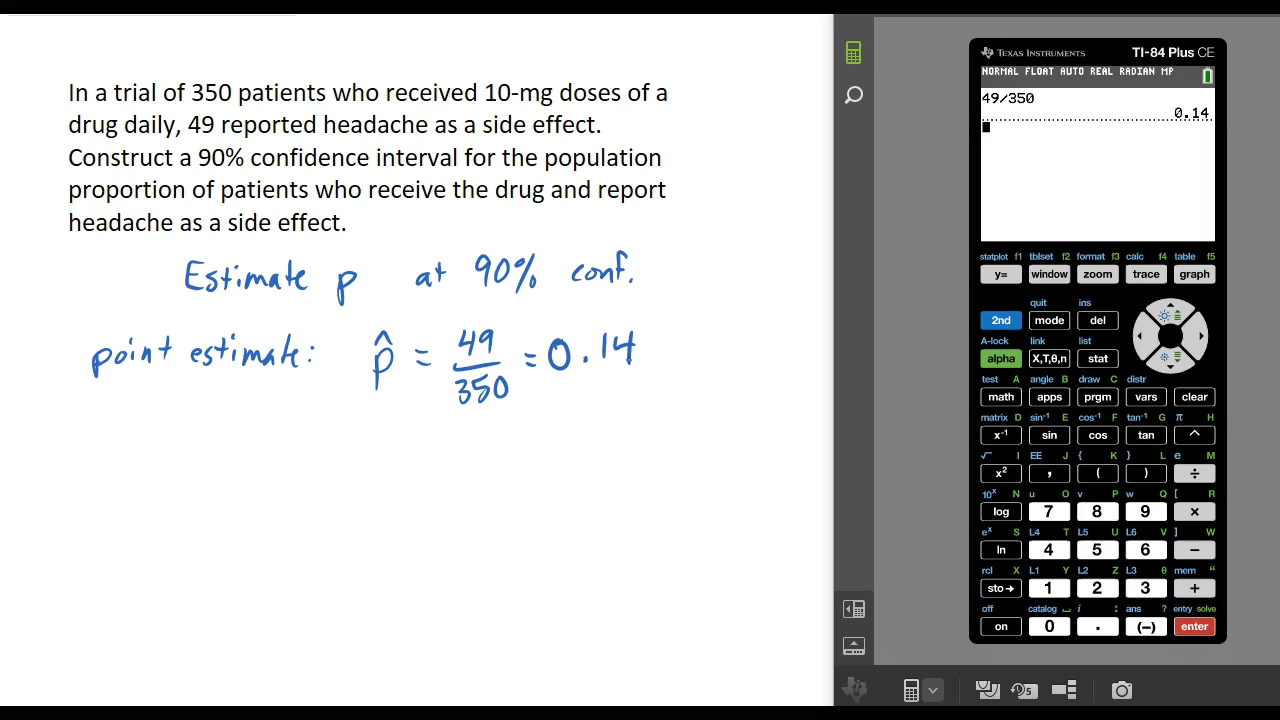 In a trial of 350 patients who received 10-mg doses of a
drug daily, 49 reported headache as a side effect.
Construct a 90% confidence interval for the population
proportion of patients who receive the drug and report
headache as a side effect.
Estimate p at 90% conf.
point estimate: p̂ = 49/350 = 0.14
TEXAS INSTRUMENTS TI-84 Plus CE
NORMAL FLOAT AUTO REAL RADIAN MP
49/350
0.14
statplot f1 tblset f2 format f3 calc f4 table f5
y= window zoom trace graph
quit ins
2nd mode del
A-lock link list
alpha X,T,θ,n stat
test A angle B draw C distr
math apps prgm vars clear
matrix D sin⁻¹ E cos⁻¹ F tan⁻¹ G π H
x⁻¹ sin cos tan ^
√ I EE J { K } L e M
x² , ( ) ÷
10ˣ N u O v P w Q [ R
log 7 8 9 ×
eˣ S L4 T L5 U L6 V ] W
ln 4 5 6 −
rcl X L1 Y L2 Z L3 θ mem “
sto→ 1 2 3 +
off catalog ⎵ i : ans ? entry solve
on 0 . (−) enter
5